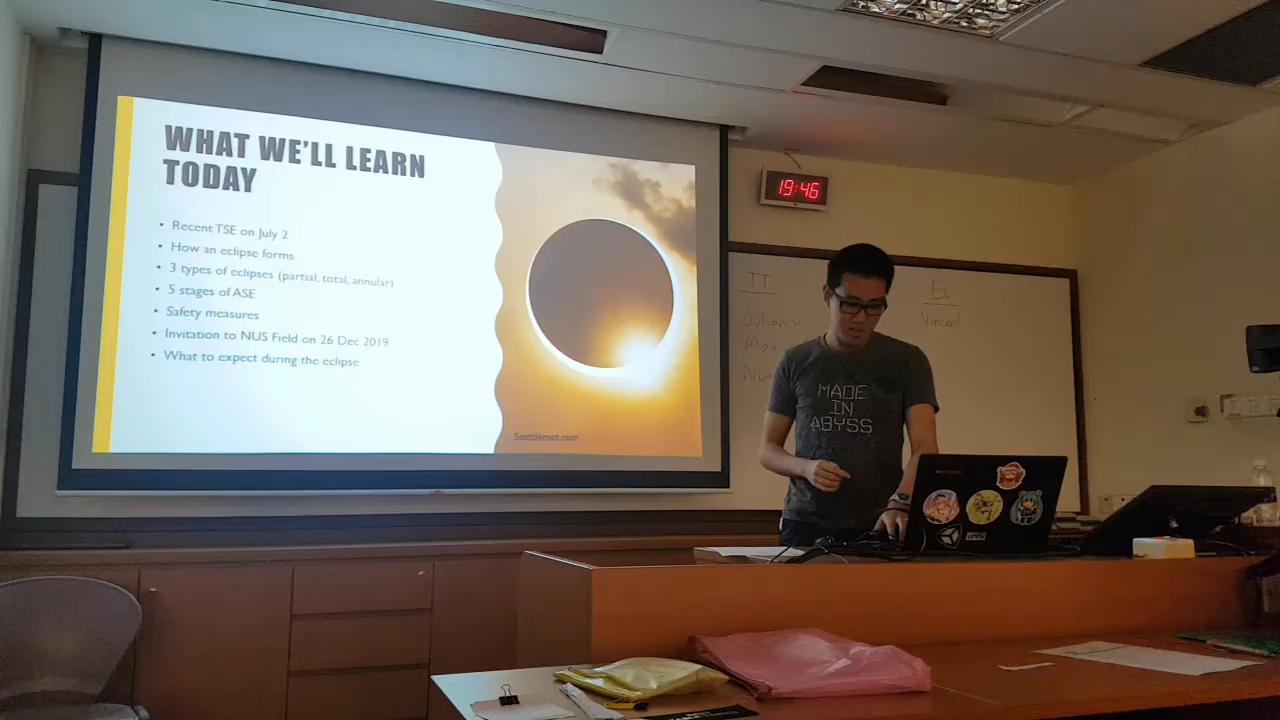 WHAT WE'LL LEARN
TODAY
• Recent TSE on July 2
• How an eclipse forms
• 3 types of eclipses (partial, total, annular)
• 5 stages of ASE
• Safety measures
• Invitation to NUS Field on 26 Dec 2019
• What to expect during the eclipse
19:46
TT
Ev
Vincent
MADE
IN
ABYSS
unity